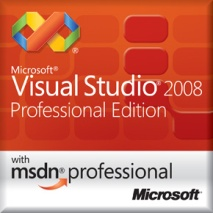 Microsoft®
Visual Studio® 2008
Professional Edition
with
msdn® professional
Microsoft®